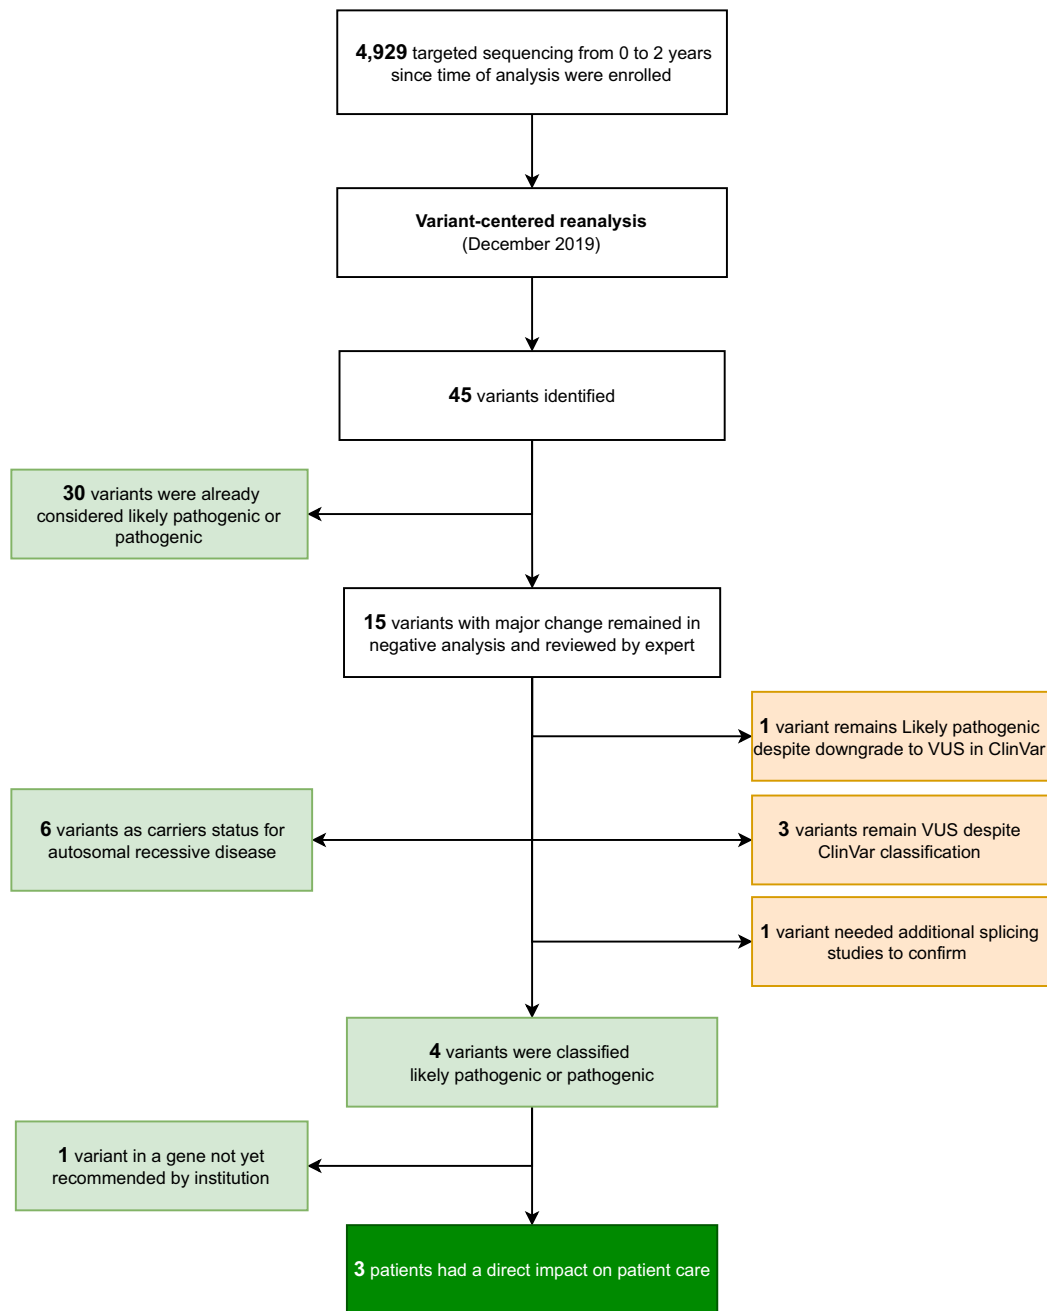 4,929 targeted sequencing from 0 to 2 years
since time of analysis were enrolled
Variant-centered reanalysis
(December 2019)
45 variants identified
30 variants were already
considered likely pathogenic or
pathogenic
15 variants with major change remained in
negative analysis and reviewed by expert
1 variant remains Likely pathogenic
despite downgrade to VUS in ClinVar
6 variants as carriers status for
autosomal recessive disease
3 variants remain VUS despite
ClinVar classification
1 variant needed additional splicing
studies to confirm
4 variants were classified
likely pathogenic or pathogenic
1 variant in a gene not yet
recommended by institution
3 patients had a direct impact on patient care